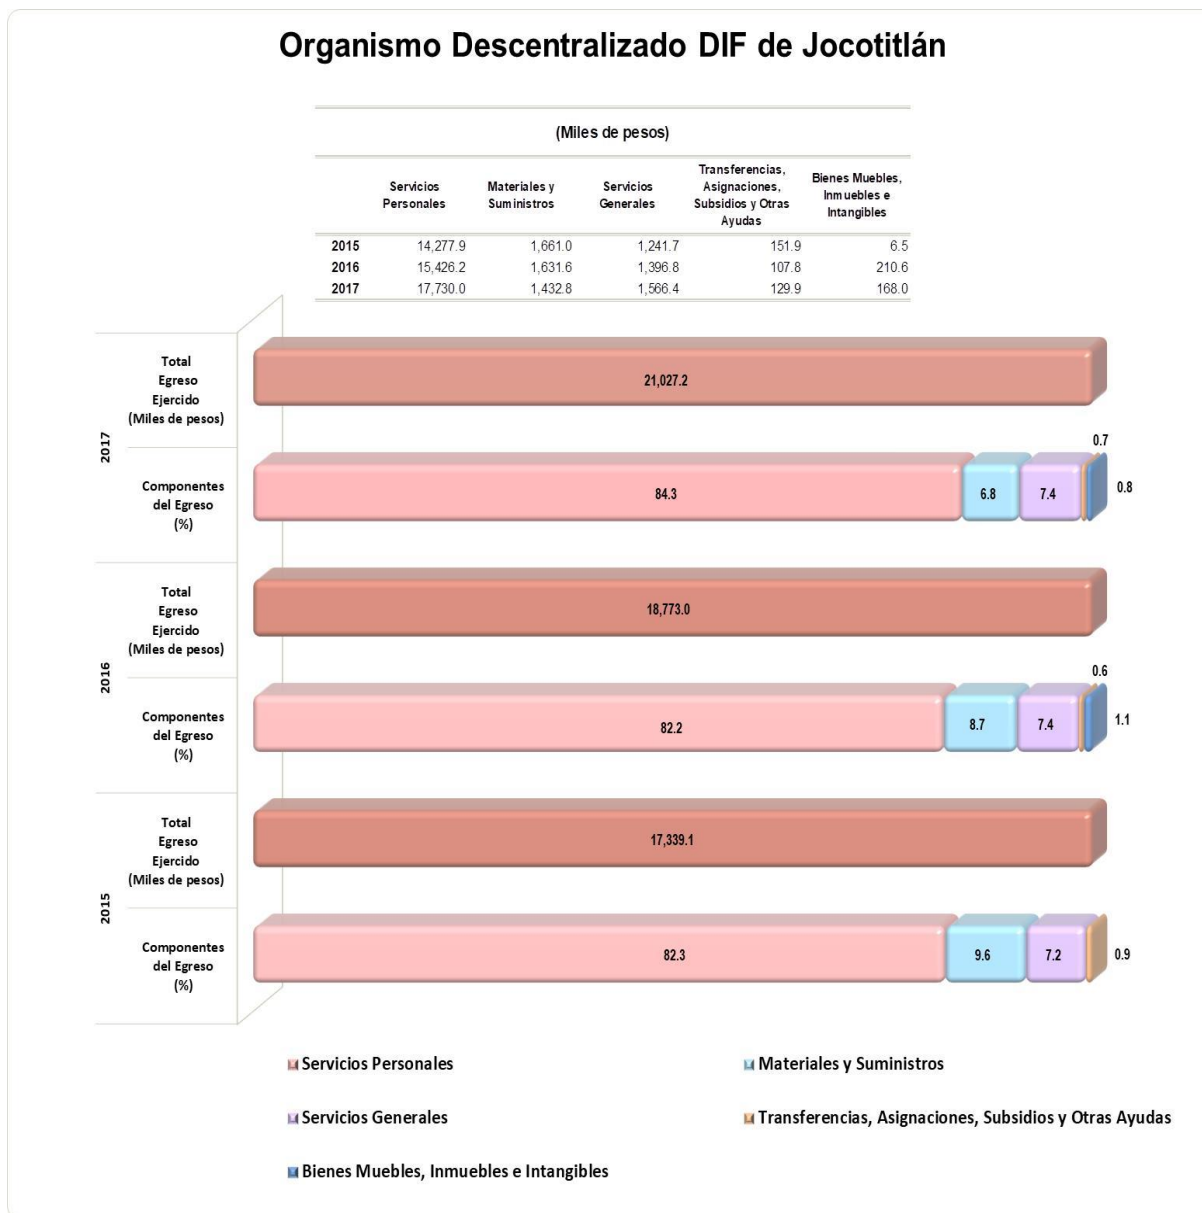 Organismo Descentralizado DIF de Jocotitlán
(Miles de pesos)
Servicios Personales
Materiales y Suministros
Servicios Generales
Transferencias, Asignaciones, Subsidios y Otras Ayudas
Bienes Muebles, Inmuebles e Intangibles
2015 14,277.9 1,661.0 1,241.7 151.9 6.5
2016 15,426.2 1,631.6 1,396.8 107.8 210.6
2017 17,730.0 1,432.8 1,566.4 129.9 168.0
2017
Total
Egreso
Ejercido
(Miles de pesos)
21,027.2
Componentes
del Egreso
(%)
84.3 6.8 7.4 0.7 0.8
2016
Total
Egreso
Ejercido
(Miles de pesos)
18,773.0
Componentes
del Egreso
(%)
82.2 8.7 7.4 0.6 1.1
2015
Total
Egreso
Ejercido
(Miles de pesos)
17,339.1
Componentes
del Egreso
(%)
82.3 9.6 7.2 0.9
Servicios Personales
Materiales y Suministros
Servicios Generales
Transferencias, Asignaciones, Subsidios y Otras Ayudas
Bienes Muebles, Inmuebles e Intangibles